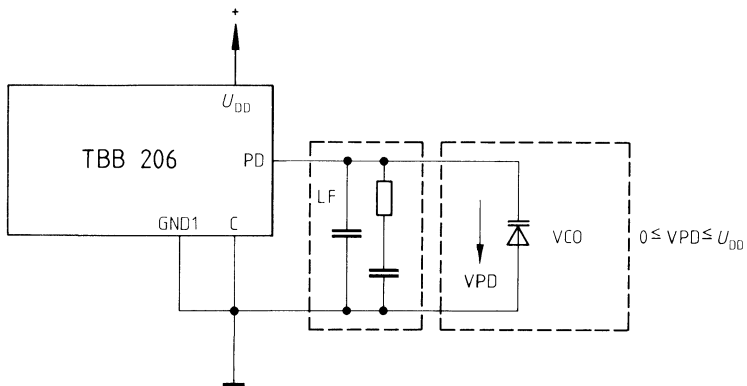 +
U_DD
TBB 206
PD
GND1 C
LF
VPD
VCO
0 ≤ VPD ≤ U_DD